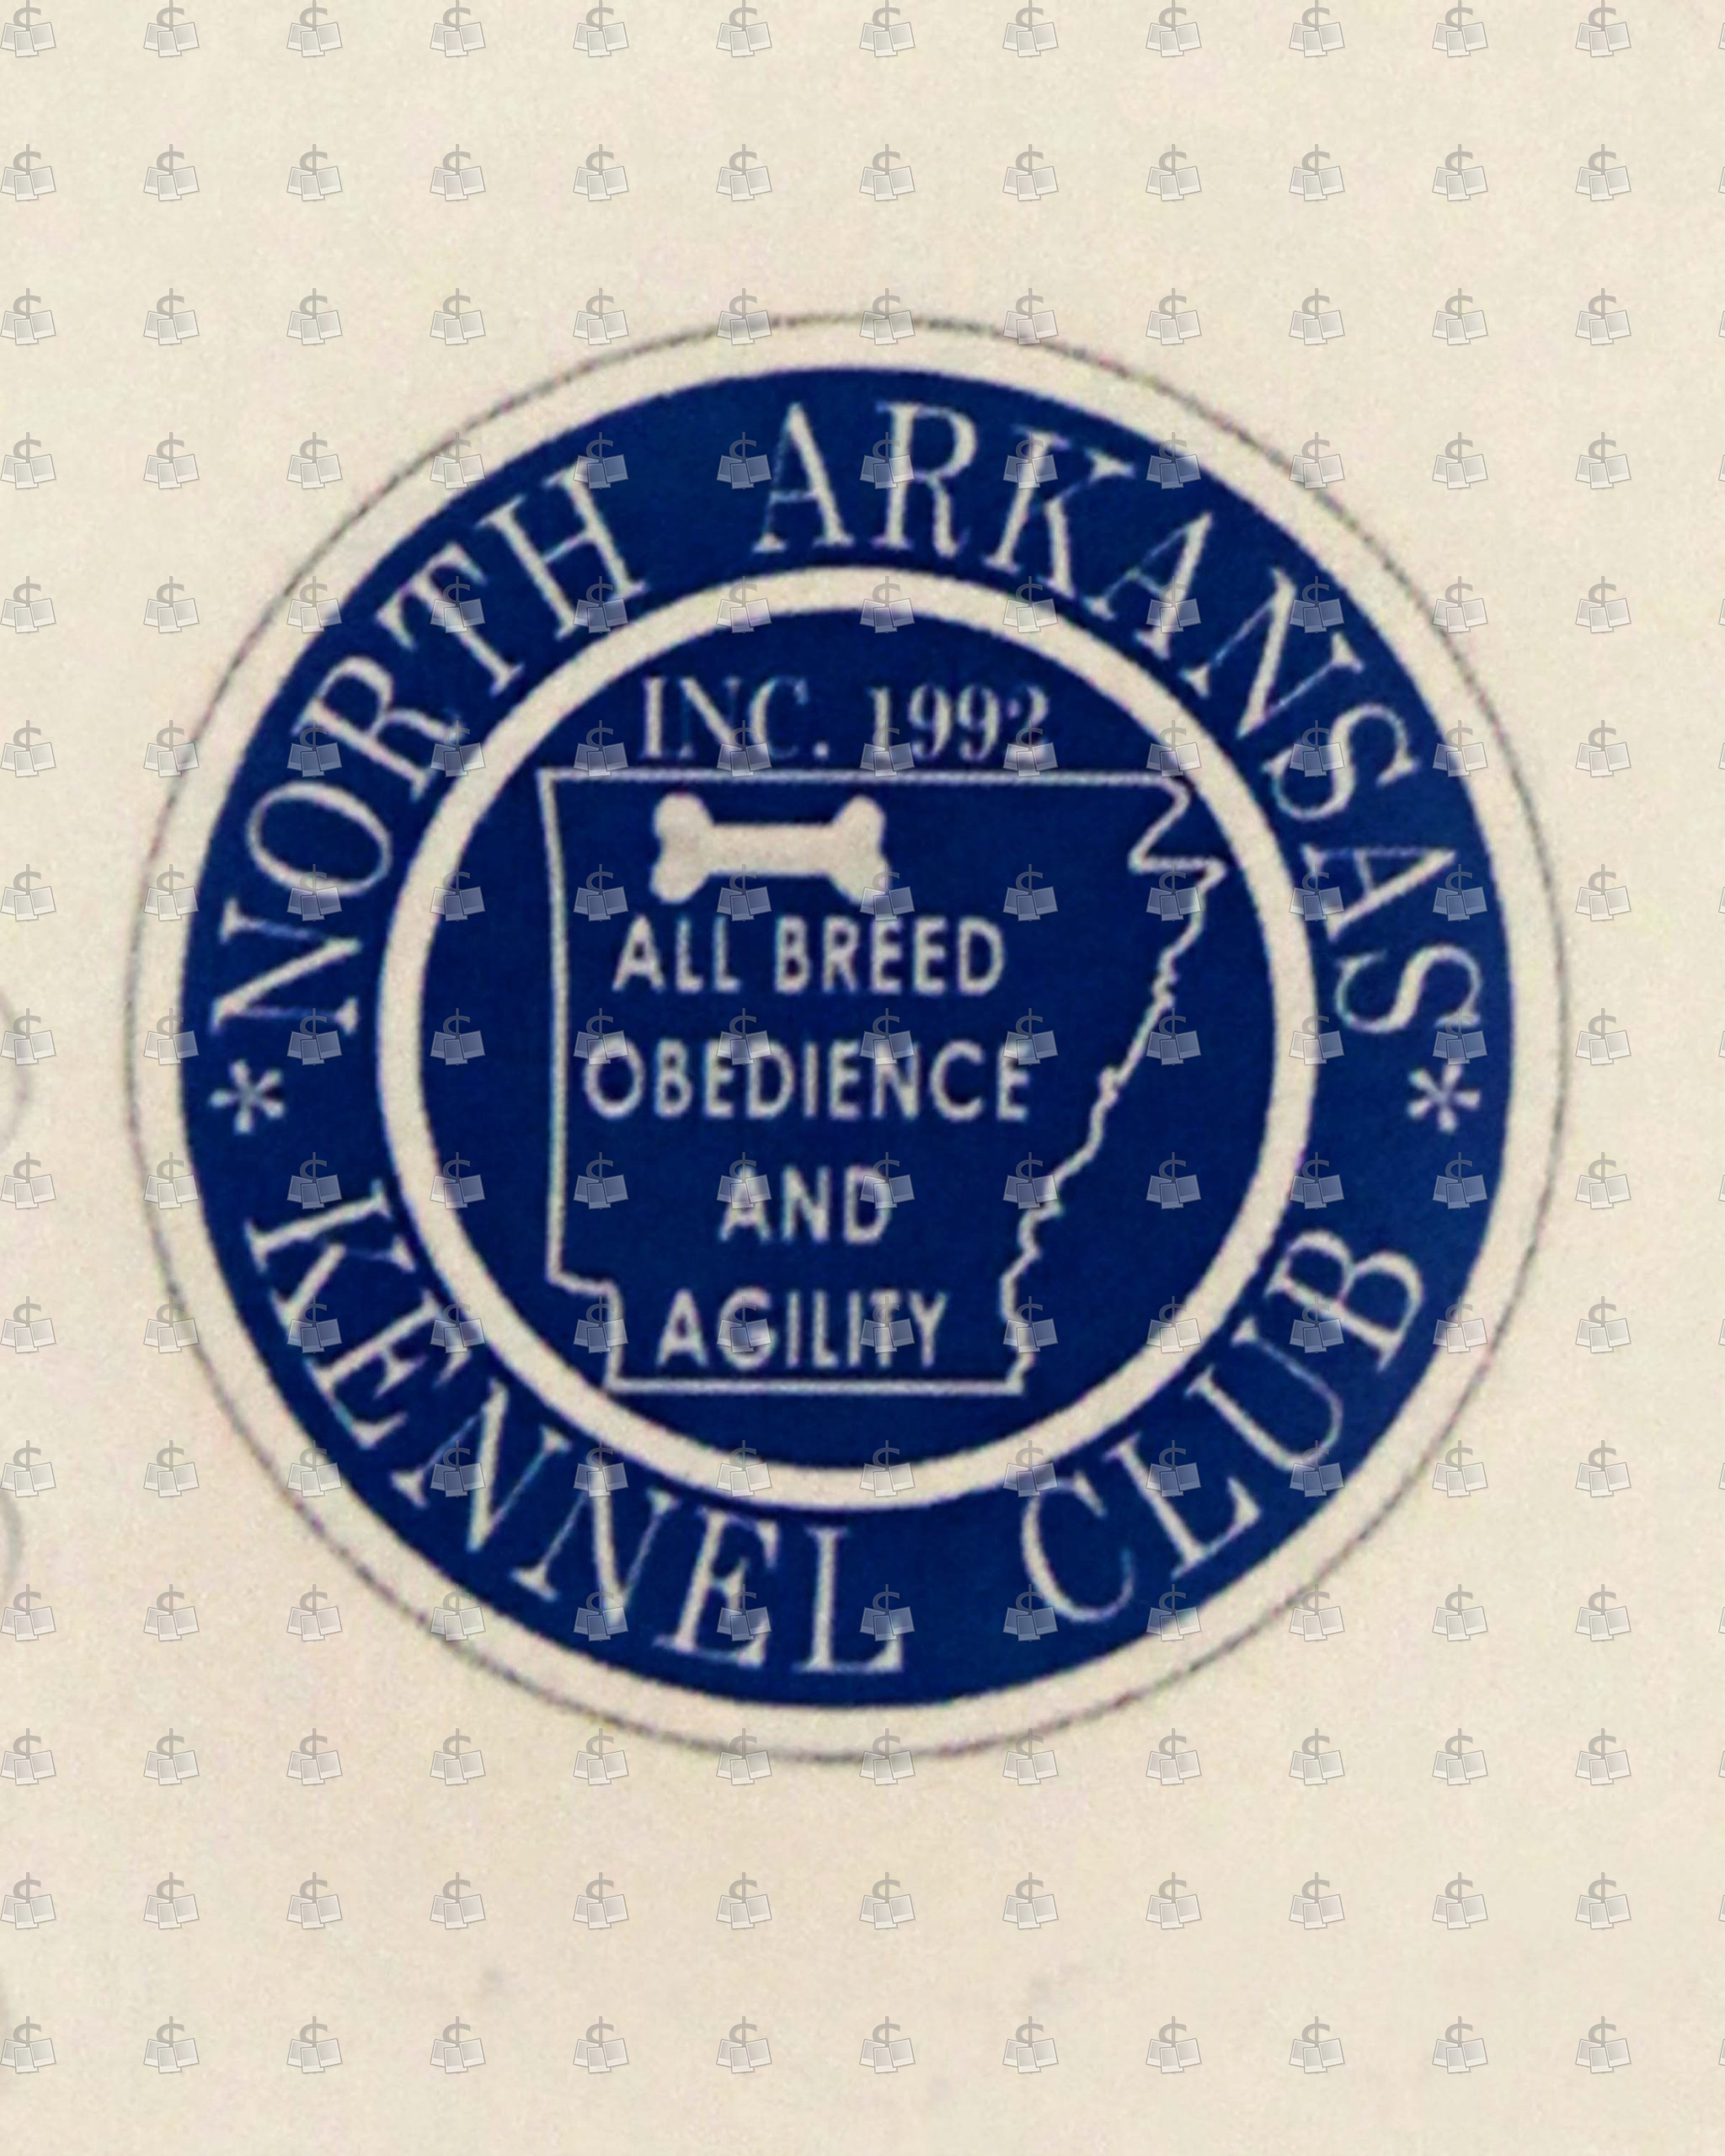 * NORTH ARKANSAS *
KENNEL CLUB
INC. 1992
ALL BREED
OBEDIENCE
AND
AGILITY